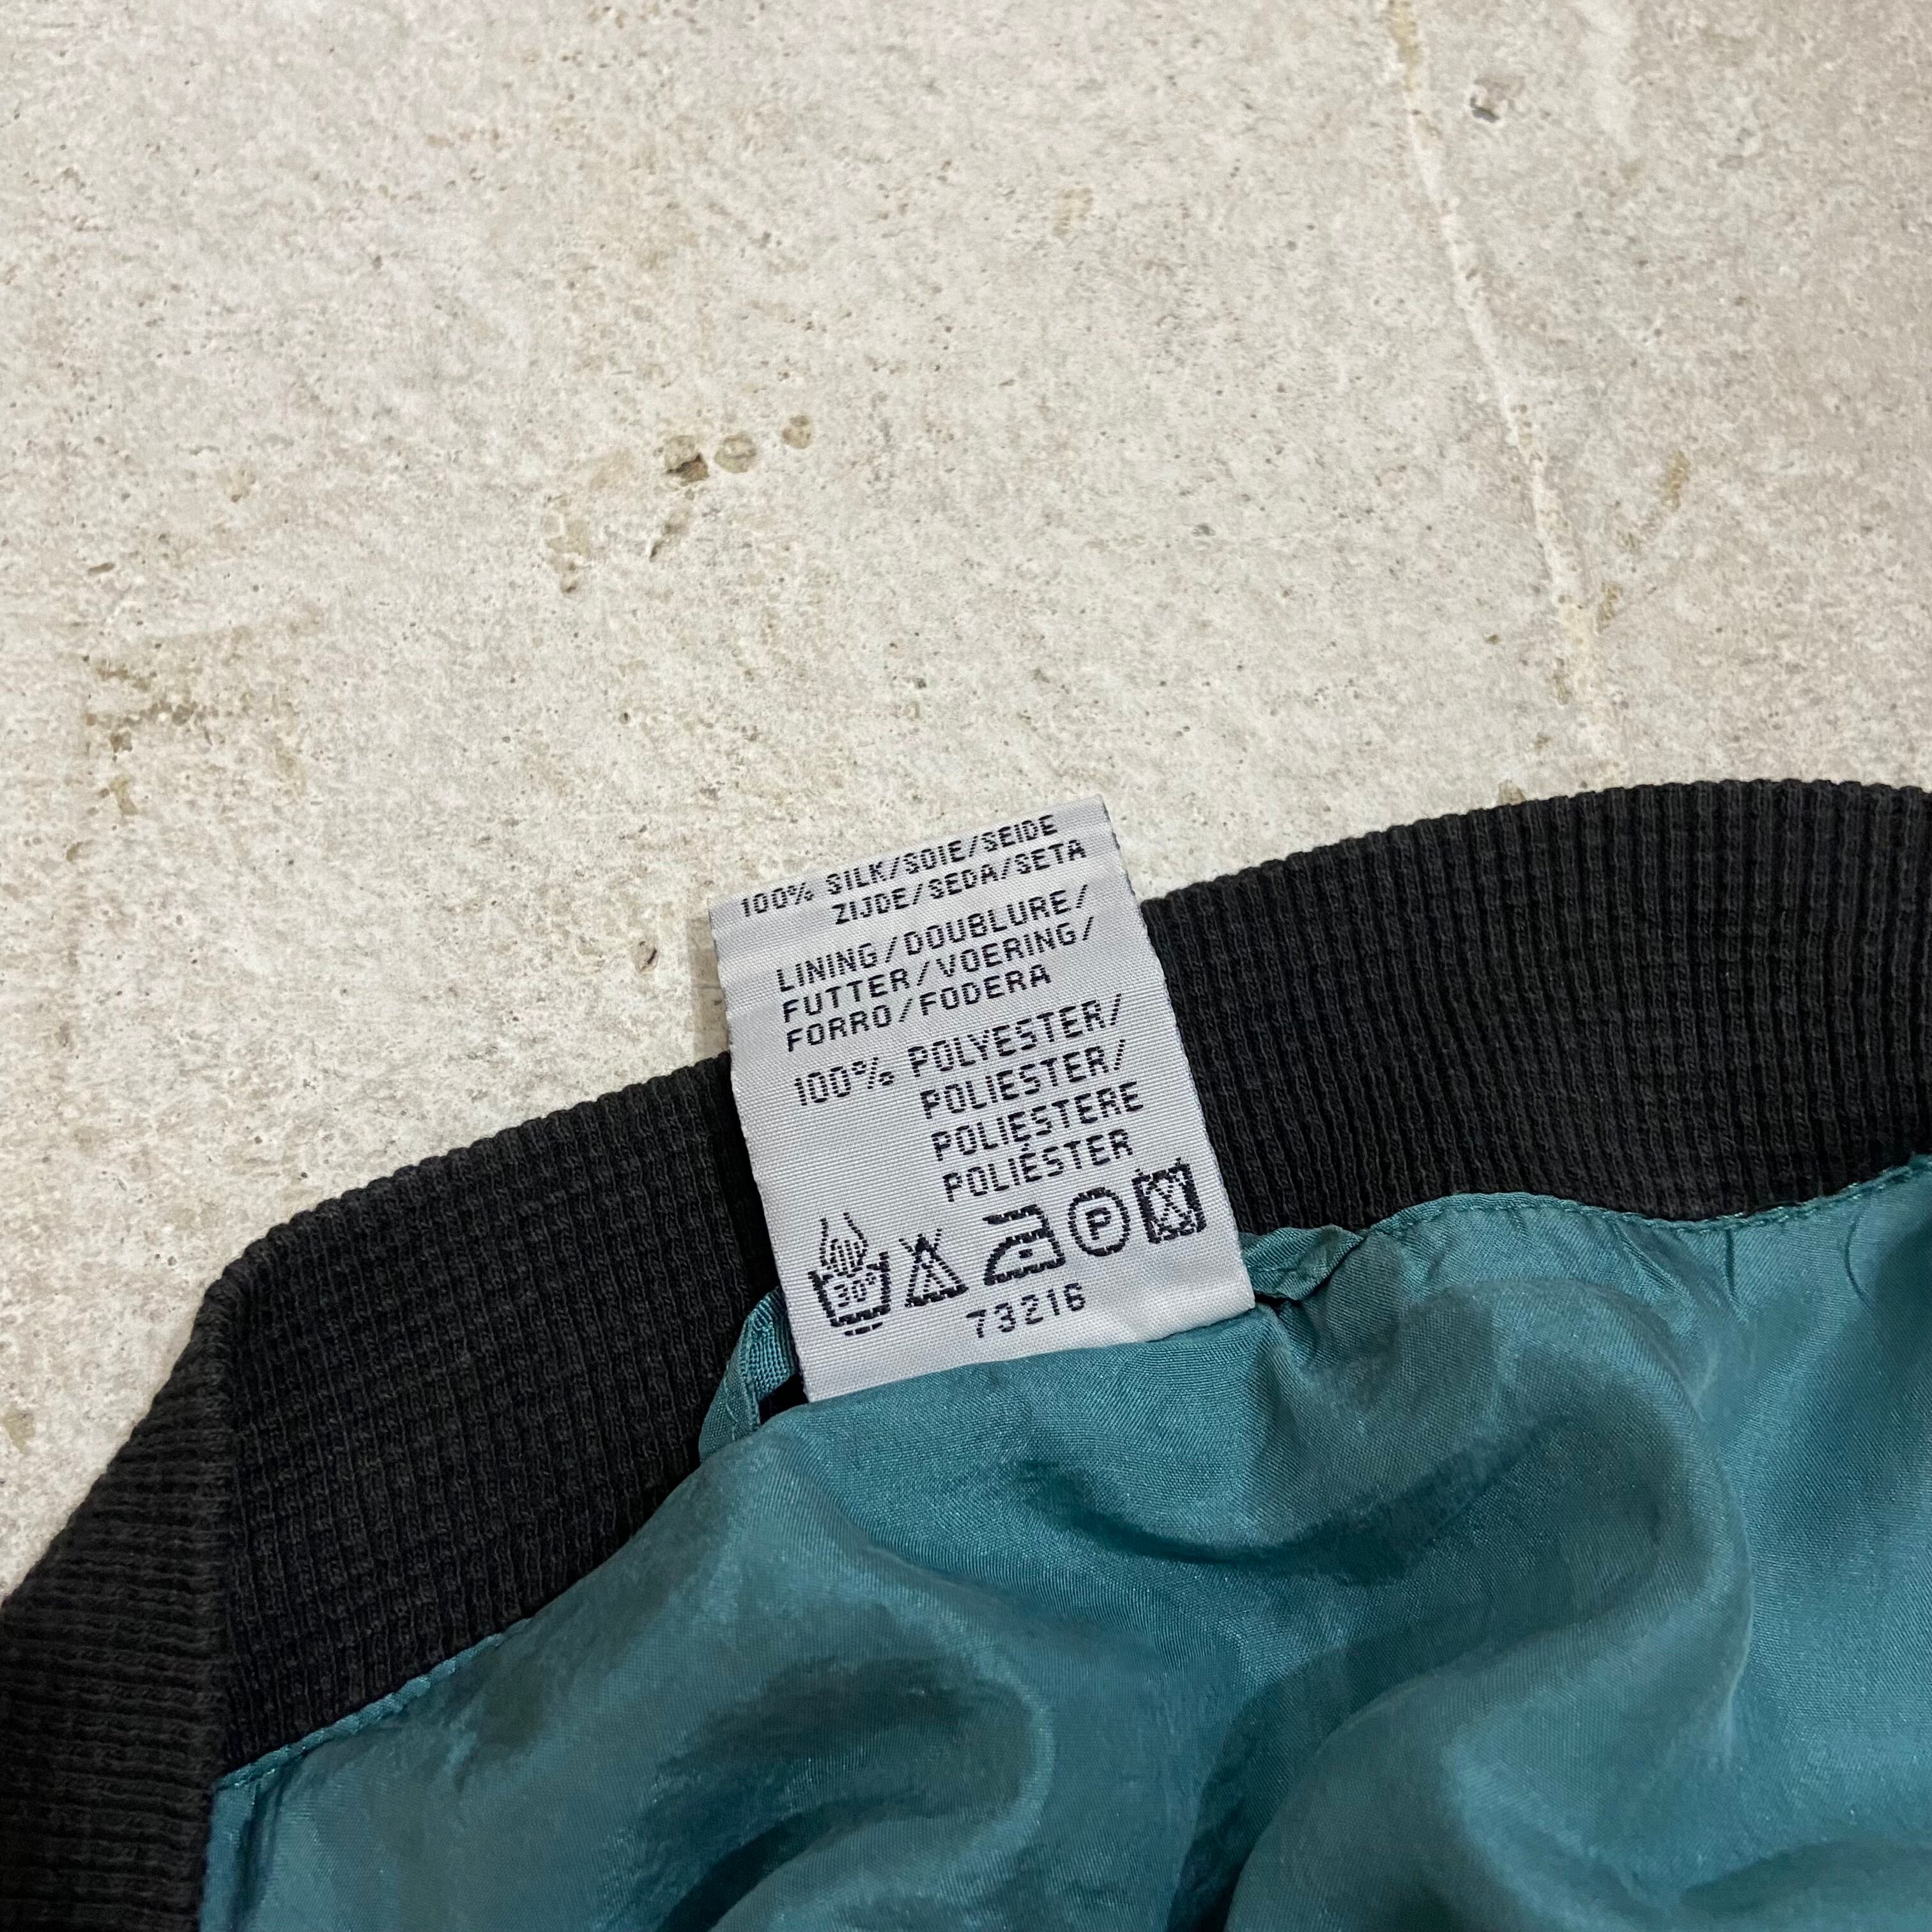 100% SILK/SOIE/SEIDE
ZIJDE/SEDA/SETA
LINING/DOUBLURE/
FUTTER/VOERING/
FORRO/FODERA
100% POLYESTER/
POLIESTER/
POLIESTERE
POLIÉSTER
30° P
73216